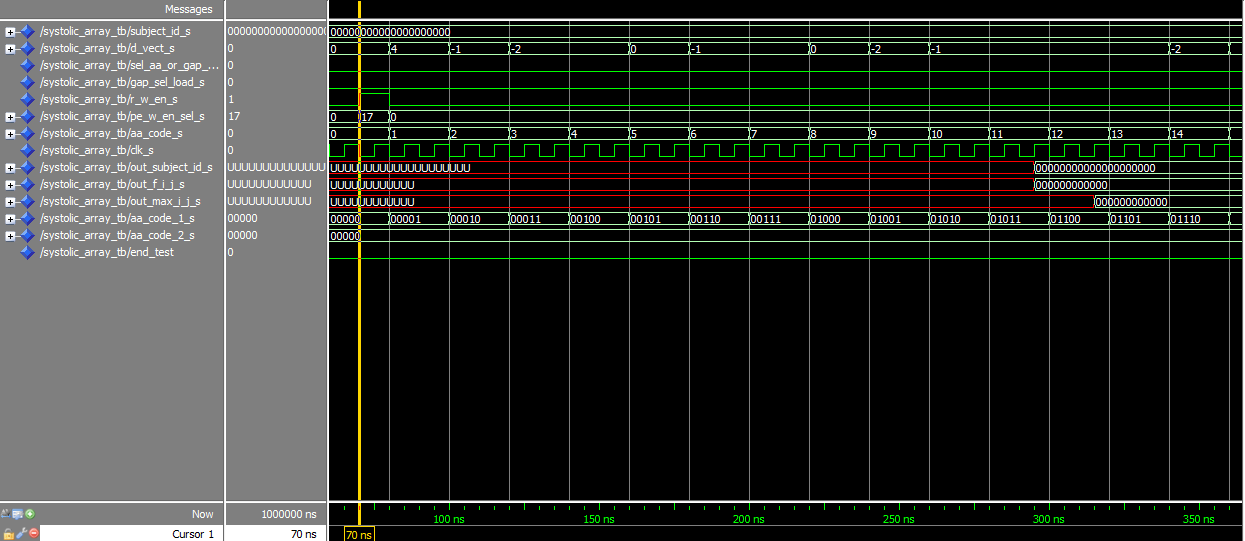 Messages
/systolic_array_tb/subject_id_s 00000000000000000 00000000000000000000
/systolic_array_tb/d_vect_s 0 0 4 -1 -2 0 -1 0 -2 -1 -2
/systolic_array_tb/sel_aa_or_gap_... 0
/systolic_array_tb/gap_sel_load_s 0
/systolic_array_tb/r_w_en_s 1
/systolic_array_tb/pe_w_en_sel_s 17 0 17 0
/systolic_array_tb/aa_code_s 0 0 1 2 3 4 5 6 7 8 9 10 11 12 13 14
/systolic_array_tb/clk_s 0
/systolic_array_tb/out_subject_id_s UUUUUUUUUUUUUU UUUUUUUUUUUUUUUUUUUU 00000000000000000000
/systolic_array_tb/out_f_i_j_s UUUUUUUUUUUU UUUUUUUUUUUU 000000000000
/systolic_array_tb/out_max_i_j_s UUUUUUUUUUUU UUUUUUUUUUUU 000000000000
/systolic_array_tb/aa_code_1_s 00000 00000 00001 00010 00011 00100 00101 00110 00111 01000 01001 01010 01011 01100 01101 01110
/systolic_array_tb/aa_code_2_s 00000 00000
/systolic_array_tb/end_test 0
Now 1000000 ns 100 ns 150 ns 200 ns 250 ns 300 ns 350 ns
Cursor 1 70 ns 70 ns